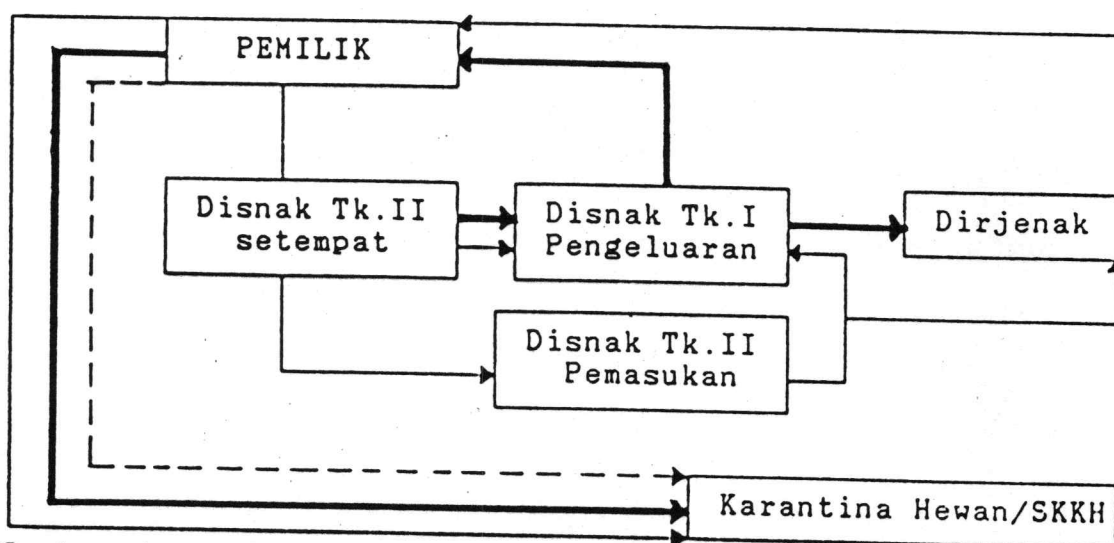 PEMILIK
Disnak Tk.II
setempat
Disnak Tk.I
Pengeluaran
Dirjenak
Disnak Tk.II
Pemasukan
Karantina Hewan/SKKH